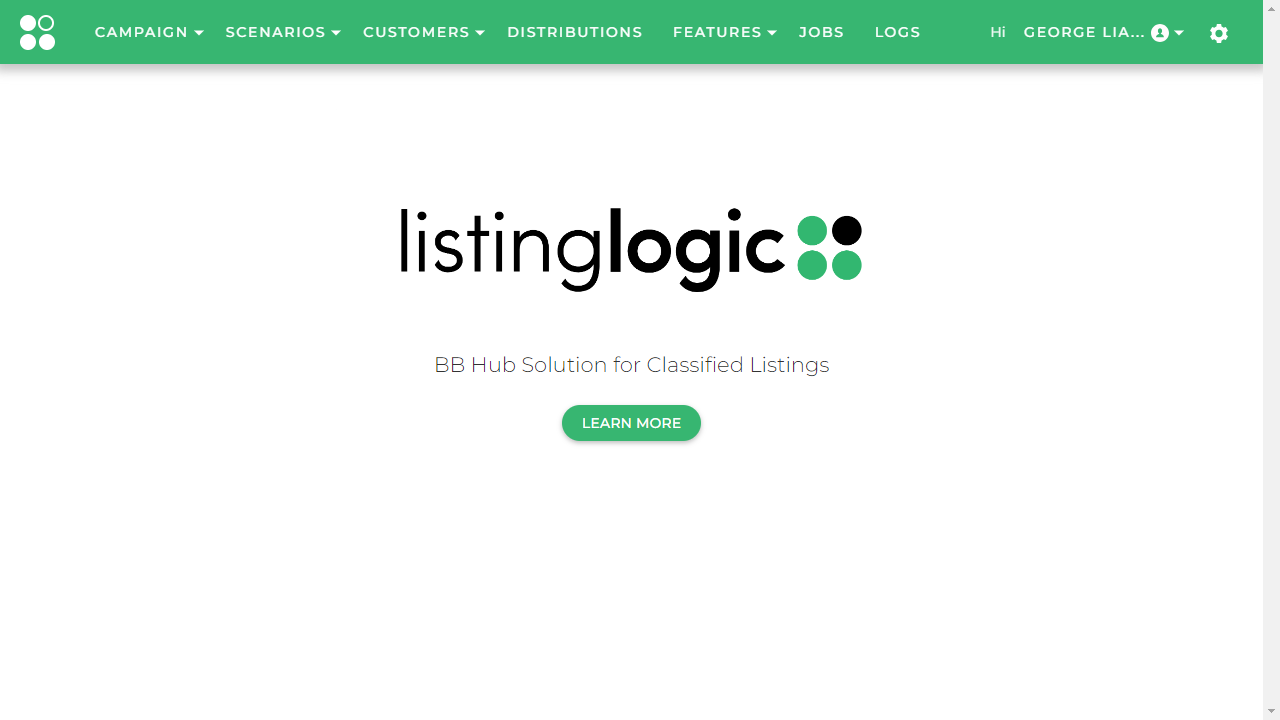 CAMPAIGN SCENARIOS CUSTOMERS DISTRIBUTIONS FEATURES JOBS LOGS Hi GEORGE LIA...
listinglogic
BB Hub Solution for Classified Listings
LEARN MORE